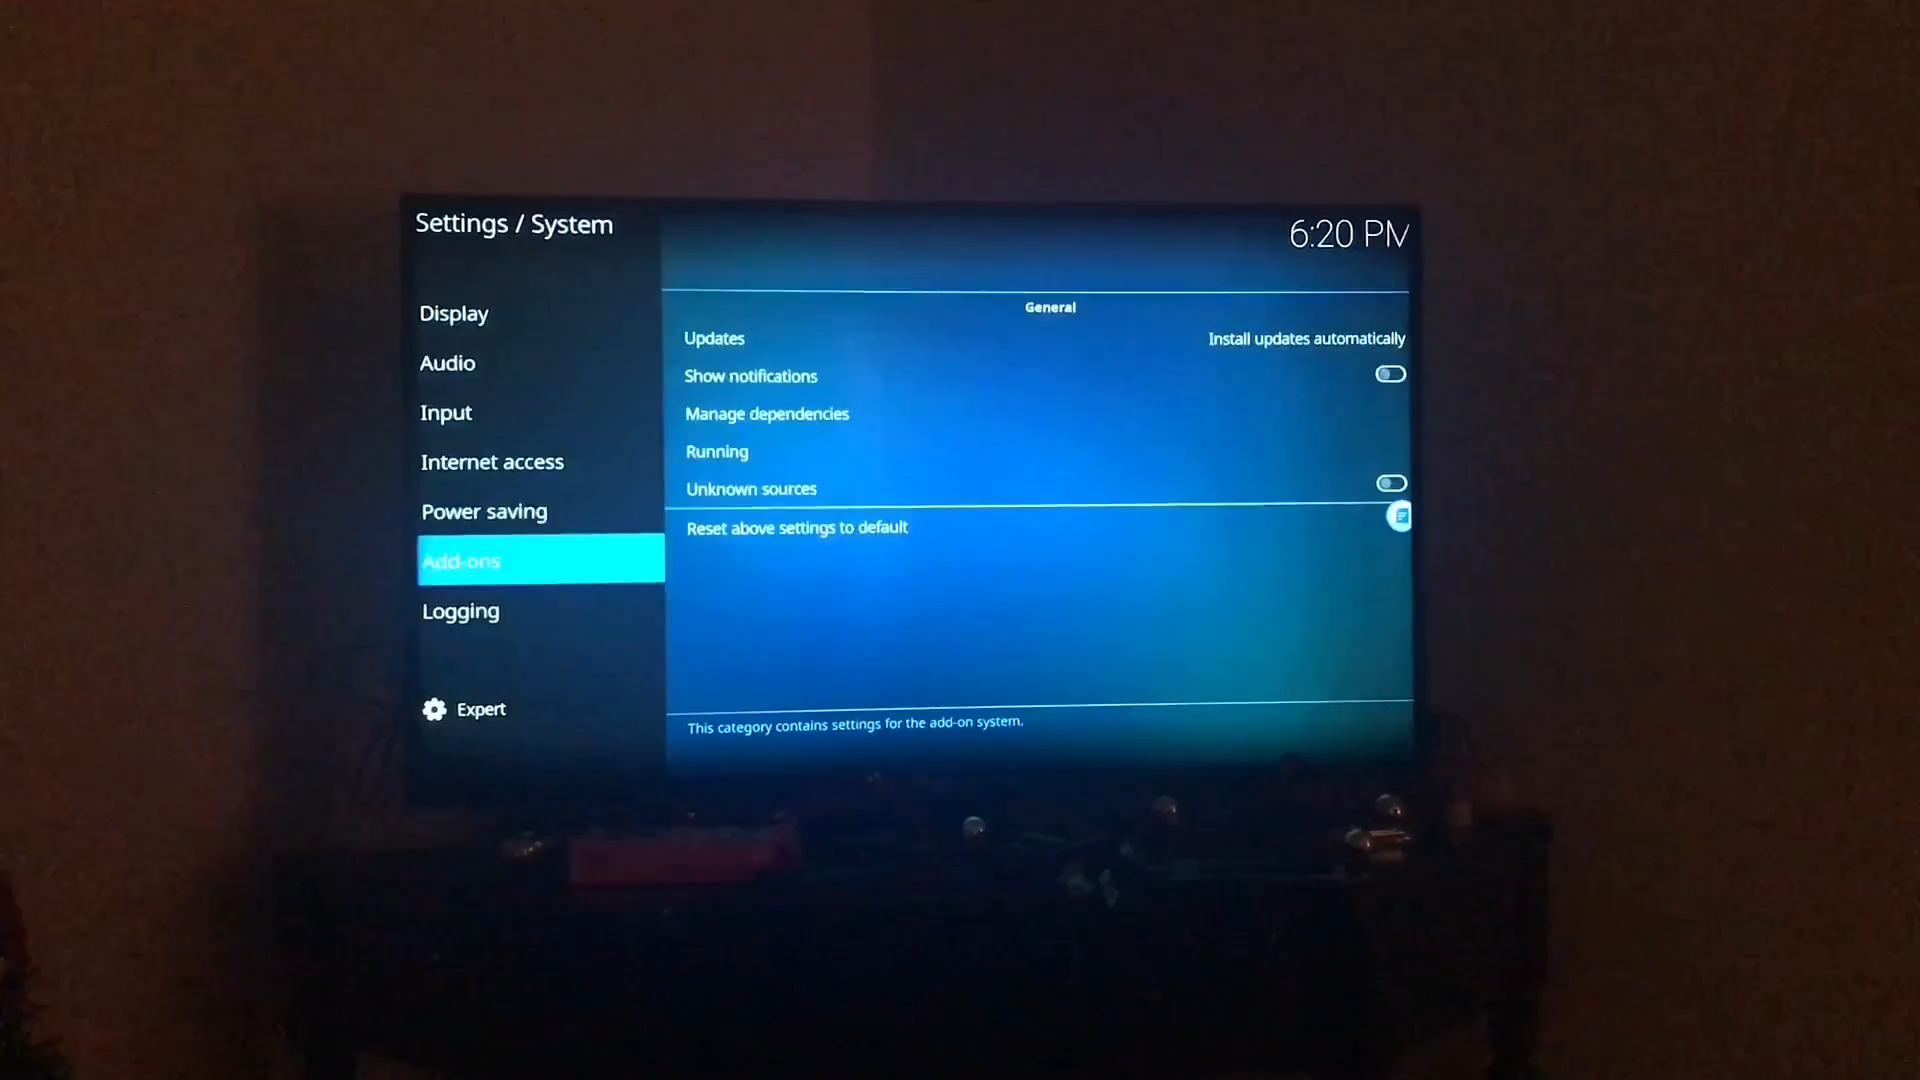 Settings / System
6:20 PM
Display
Audio
Input
Internet access
Power saving
Add-ons
Logging
Expert
General
Updates
Install updates automatically
Show notifications
Manage dependencies
Running
Unknown sources
Reset above settings to default
This category contains settings for the add-on system.